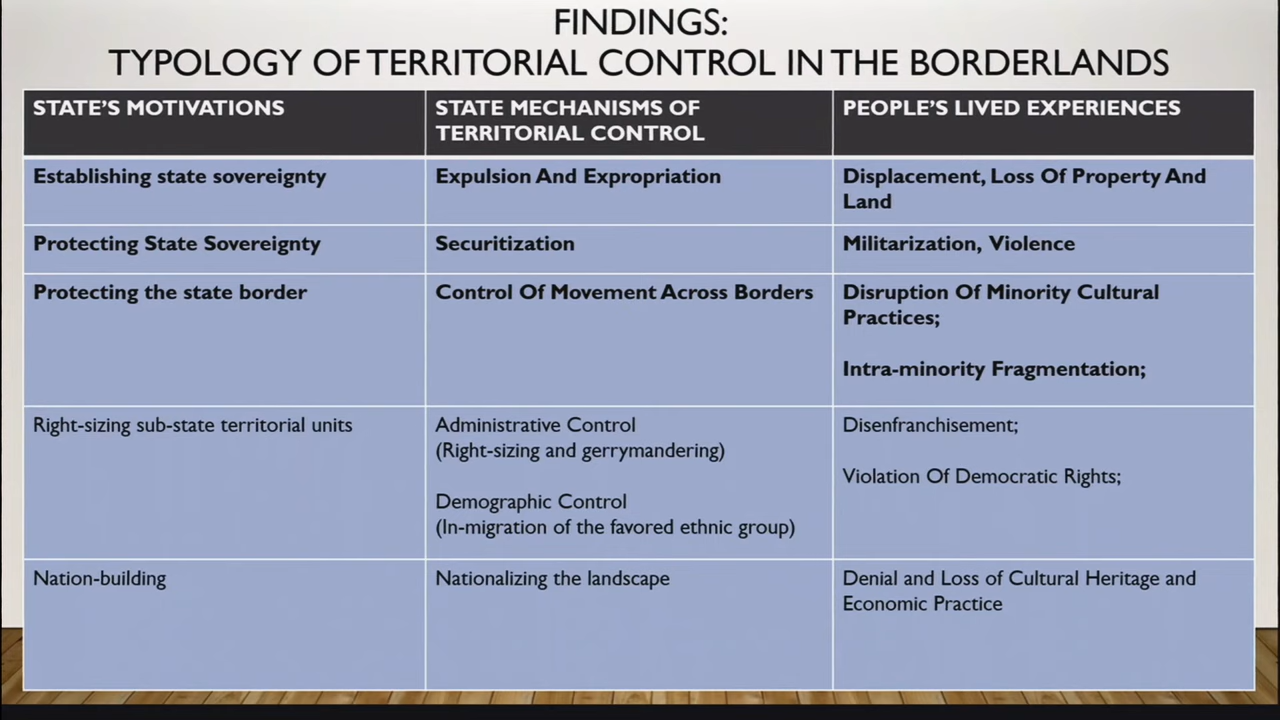 FINDINGS:
TYPOLOGY OF TERRITORIAL CONTROL IN THE BORDERLANDS
STATE'S MOTIVATIONS
STATE MECHANISMS OF
TERRITORIAL CONTROL
PEOPLE'S LIVED EXPERIENCES
Establishing state sovereignty
Expulsion And Expropriation
Displacement, Loss Of Property And
Land
Protecting State Sovereignty
Securitization
Militarization, Violence
Protecting the state border
Control Of Movement Across Borders
Disruption Of Minority Cultural
Practices;
Intra-minority Fragmentation;
Right-sizing sub-state territorial units
Administrative Control
(Right-sizing and gerrymandering)
Demographic Control
(In-migration of the favored ethnic group)
Disenfranchisement;
Violation Of Democratic Rights;
Nation-building
Nationalizing the landscape
Denial and Loss of Cultural Heritage and
Economic Practice